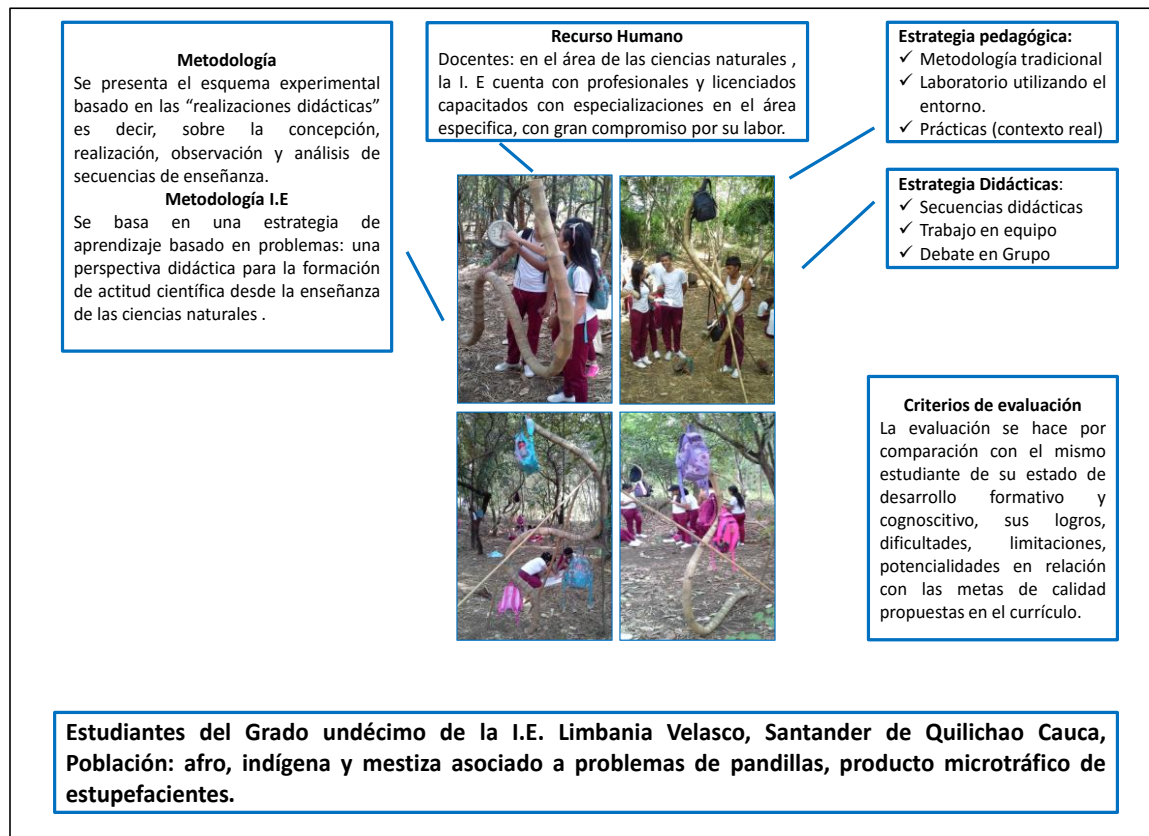 Metodología
Se presenta el esquema experimental
basado en las “realizaciones didácticas”
es decir, sobre la concepción,
realización, observación y análisis de
secuencias de enseñanza.
Metodología I.E
Se basa en una estrategia de
aprendizaje basado en problemas: una
perspectiva didáctica para la formación
de actitud científica desde la enseñanza
de las ciencias naturales .
Recurso Humano
Docentes: en el área de las ciencias naturales ,
la I. E cuenta con profesionales y licenciados
capacitados con especializaciones en el área
especifica, con gran compromiso por su labor.
Estrategia pedagógica:
✓ Metodología tradicional
✓ Laboratorio utilizando el
entorno.
✓ Prácticas (contexto real)
Estrategia Didácticas:
✓ Secuencias didácticas
✓ Trabajo en equipo
✓ Debate en Grupo
Criterios de evaluación
La evaluación se hace por
comparación con el mismo
estudiante de su estado de
desarrollo formativo y
cognoscitivo, sus logros,
dificultades, limitaciones,
potencialidades en relación
con las metas de calidad
propuestas en el currículo.
Estudiantes del Grado undécimo de la I.E. Limbania Velasco, Santander de Quilichao Cauca,
Población: afro, indígena y mestiza asociado a problemas de pandillas, producto microtráfico de
estupefacientes.